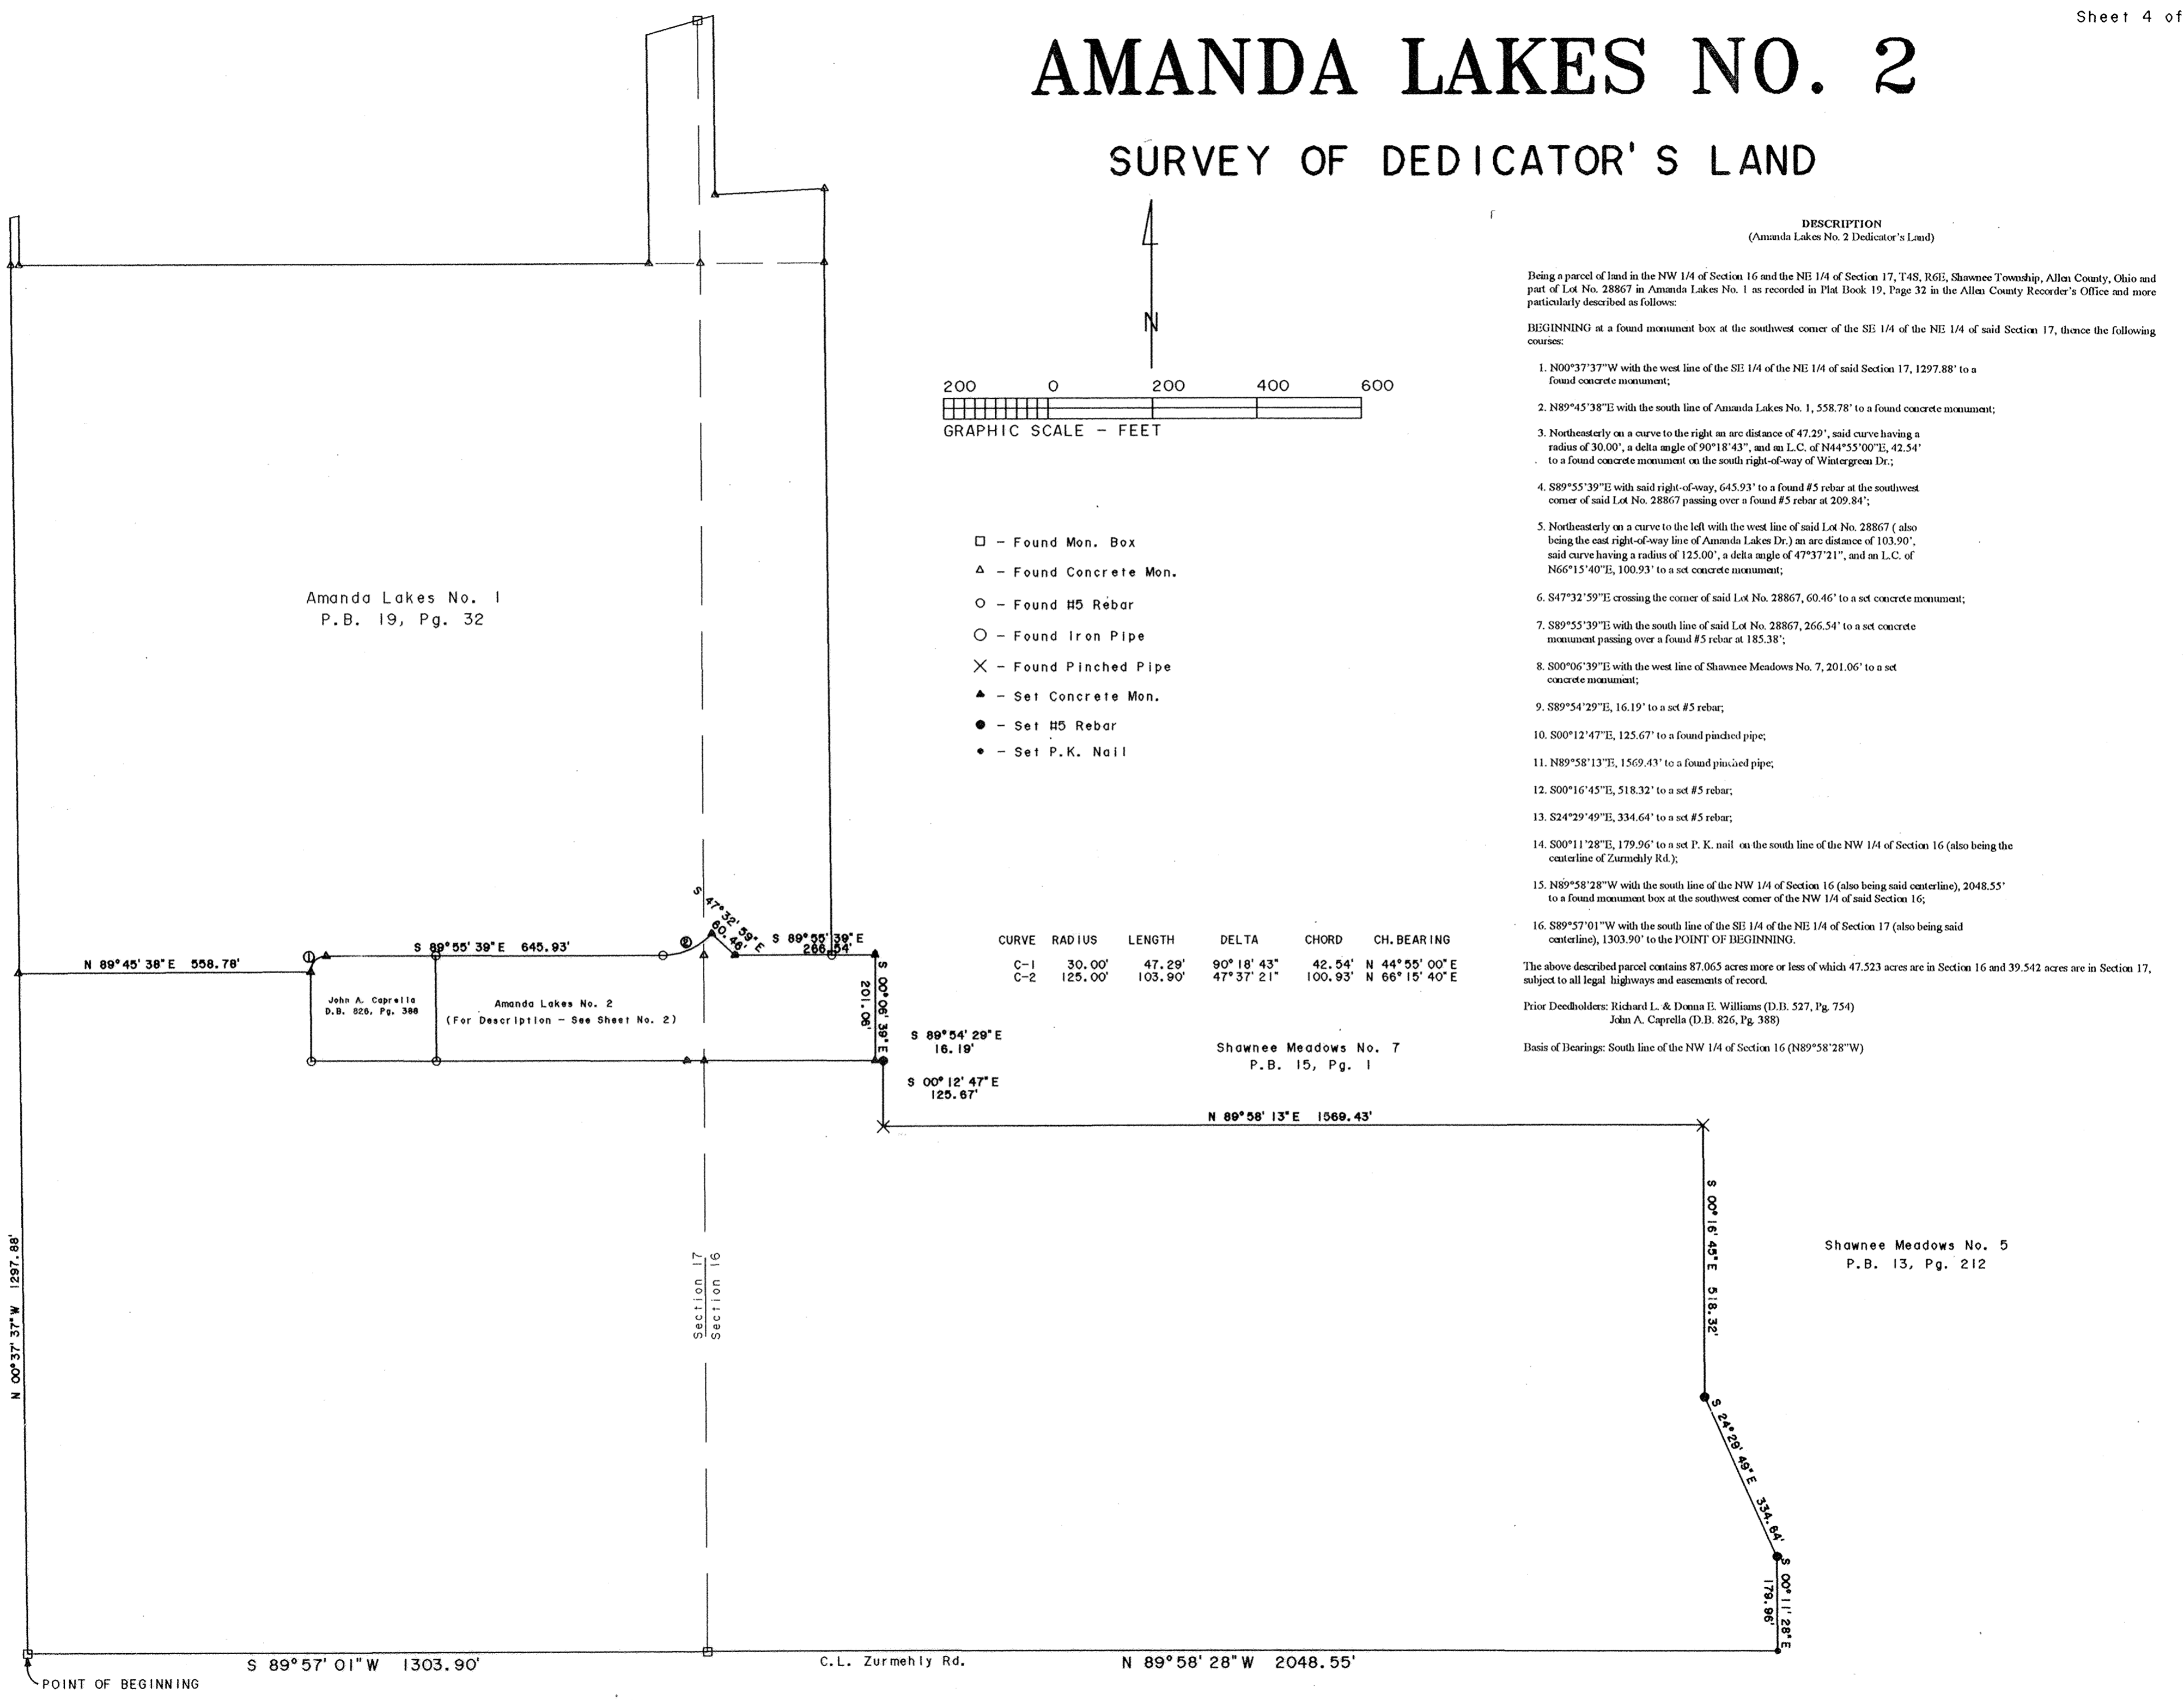 Sheet 4 of
AMANDA LAKES NO. 2
SURVEY OF DEDICATOR'S LAND
N
200 0 200 400 600
GRAPHIC SCALE - FEET
□ - Found Mon. Box
△ - Found Concrete Mon.
○ - Found #5 Rebar
○ - Found Iron Pipe
X - Found Pinched Pipe
▲ - Set Concrete Mon.
● - Set #5 Rebar
• - Set P.K. Nail
DESCRIPTION
(Amanda Lakes No. 2 Dedicator's Land)
Being a parcel of land in the NW 1/4 of Section 16 and the NE 1/4 of Section 17, T4S, R6E, Shawnee Township, Allen County, Ohio and
part of Lot No. 28867 in Amanda Lakes No. 1 as recorded in Plat Book 19, Page 32 in the Allen County Recorder's Office and more
particularly described as follows:
BEGINNING at a found monument box at the southwest corner of the SE 1/4 of the NE 1/4 of said Section 17, thence the following
courses:
1. N00°37'37"W with the west line of the SE 1/4 of the NE 1/4 of said Section 17, 1297.88' to a
found concrete monument;
2. N89°45'38"E with the south line of Amanda Lakes No. 1, 558.78' to a found concrete monument;
3. Northeasterly on a curve to the right an arc distance of 47.29', said curve having a
radius of 30.00', a delta angle of 90°18'43", and an L.C. of N44°55'00"E, 42.54'
to a found concrete monument on the south right-of-way of Wintergreen Dr.;
4. S89°55'39"E with said right-of-way, 645.93' to a found #5 rebar at the southwest
corner of said Lot No. 28867 passing over a found #5 rebar at 209.84';
5. Northeasterly on a curve to the left with the west line of said Lot No. 28867 ( also
being the east right-of-way line of Amanda Lakes Dr.) an arc distance of 103.90',
said curve having a radius of 125.00', a delta angle of 47°37'21", and an L.C. of
N66°15'40"E, 100.93' to a set concrete monument;
6. S47°32'59"E crossing the corner of said Lot No. 28867, 60.46' to a set concrete monument;
7. S89°55'39"E with the south line of said Lot No. 28867, 266.54' to a set concrete
monument passing over a found #5 rebar at 185.38';
8. S00°06'39"E with the west line of Shawnee Meadows No. 7, 201.06' to a set
concrete monument;
9. S89°54'29"E, 16.19' to a set #5 rebar;
10. S00°12'47"E, 125.67' to a found pinched pipe;
11. N89°58'13"E, 1569.43' to a found pinched pipe;
12. S00°16'45"E, 518.32' to a set #5 rebar;
13. S24°29'49"E, 334.64' to a set #5 rebar;
14. S00°11'28"E, 179.96' to a set P. K. nail on the south line of the NW 1/4 of Section 16 (also being the
centerline of Zurmehly Rd.);
15. N89°58'28"W with the south line of the NW 1/4 of Section 16 (also being said centerline), 2048.55'
to a found monument box at the southwest corner of the NW 1/4 of said Section 16;
16. S89°57'01"W with the south line of the SE 1/4 of the NE 1/4 of Section 17 (also being said
centerline), 1303.90' to the POINT OF BEGINNING.
The above described parcel contains 87.065 acres more or less of which 47.523 acres are in Section 16 and 39.542 acres are in Section 17,
subject to all legal highways and easements of record.
Prior Deedholders: Richard L. & Donna E. Williams (D.B. 527, Pg. 754)
John A. Caprella (D.B. 826, Pg. 388)
Basis of Bearings: South line of the NW 1/4 of Section 16 (N89°58'28"W)
Amanda Lakes No. 1
P.B. 19, Pg. 32
CURVE RADIUS LENGTH DELTA CHORD CH.BEARING
C-1 30.00' 47.29' 90° 18' 43" 42.54' N 44° 55' 00" E
C-2 125.00' 103.90' 47° 37' 21" 100.93' N 66° 15' 40" E
S 47° 32' 59" E
60.46'
S 89° 55' 39" E
266.54'
1
2
S 89° 55' 39" E 645.93'
N 89° 45' 38" E 558.78'
John A. Caprella
D.B. 826, Pg. 388
Amanda Lakes No. 2
(For Description - See Sheet No. 2)
S 00° 06' 39" E
201.06'
S 89° 54' 29" E
16.19'
S 00° 12' 47" E
125.67'
Shawnee Meadows No. 7
P.B. 15, Pg. 1
N 89° 58' 13" E 1569.43'
S 00° 16' 45" E 518.32'
Shawnee Meadows No. 5
P.B. 13, Pg. 212
N 00° 37' 37" W 1297.88'
Section 17
Section 16
S 24° 29' 49" E 334.64'
S 00° 11' 28" E
179.96'
S 89° 57' 01" W 1303.90'
C.L. Zurmehly Rd.
N 89° 58' 28" W 2048.55'
POINT OF BEGINNING